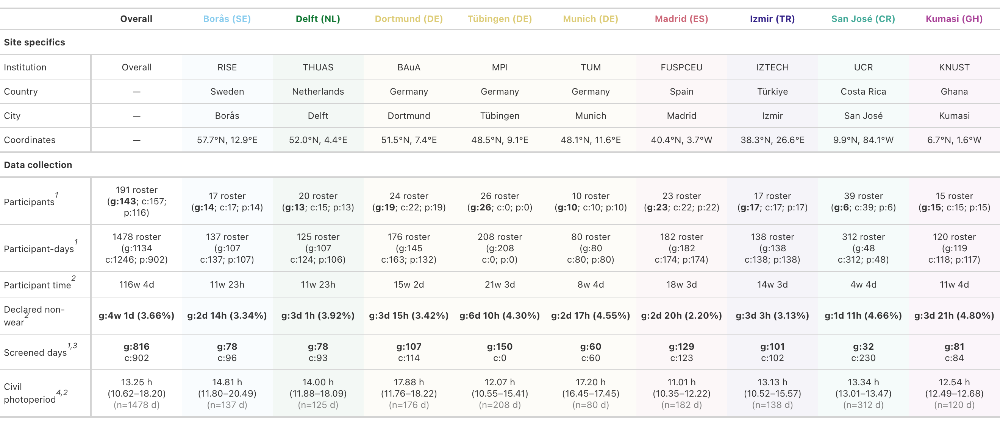 Overall Borås (SE) Delft (NL) Dortmund (DE) Tübingen (DE) Munich (DE) Madrid (ES) Izmir (TR) San José (CR) Kumasi (GH)
Site specifics
Institution Overall RISE THUAS BAuA MPI TUM FUSPCEU IZTECH UCR KNUST
Country — Sweden Netherlands Germany Germany Germany Spain Türkiye Costa Rica Ghana
City — Borås Delft Dortmund Tübingen Munich Madrid Izmir San José Kumasi
Coordinates — 57.7°N, 12.9°E 52.0°N, 4.4°E 51.5°N, 7.4°E 48.5°N, 9.1°E 48.1°N, 11.6°E 40.4°N, 3.7°W 38.3°N, 26.6°E 9.9°N, 84.1°W 6.7°N, 1.6°W
Data collection
Participants1
191 roster
(g:143; c:157;
p:116)
17 roster
(g:14; c:17; p:14)
20 roster
(g:13; c:15; p:13)
24 roster
(g:19; c:22; p:19)
26 roster
(g:26; c:0; p:0)
10 roster
(g:10; c:10; p:10)
23 roster
(g:23; c:22; p:22)
17 roster
(g:17; c:17; p:17)
39 roster
(g:6; c:39; p:6)
15 roster
(g:15; c:15; p:15)
Participant-days1
1478 roster
(g:1134
c:1246; p:902)
137 roster
(g:107
c:137; p:107)
125 roster
(g:107
c:124; p:106)
176 roster
(g:145
c:163; p:132)
208 roster
(g:208
c:0; p:0)
80 roster
(g:80
c:80; p:80)
182 roster
(g:182
c:174; p:174)
138 roster
(g:138
c:138; p:138)
312 roster
(g:48
c:312; p:48)
120 roster
(g:119
c:118; p:117)
Participant time2 116w 4d 11w 23h 11w 23h 15w 2d 21w 3d 8w 4d 18w 3d 14w 3d 4w 4d 11w 4d
Declared non-
wear2
g:4w 1d (3.66%) g:2d 14h (3.34%) g:3d 1h (3.92%) g:3d 15h (3.42%) g:6d 10h (4.30%) g:2d 17h (4.55%) g:2d 20h (2.20%) g:3d 3h (3.13%) g:1d 11h (4.66%) g:3d 21h (4.80%)
Screened days1,3
g:816
c:902
g:78
c:96
g:78
c:93
g:107
c:114
g:150
c:0
g:60
c:60
g:129
c:123
g:101
c:102
g:32
c:230
g:81
c:84
Civil
photoperiod4,2
13.25 h
(10.62–18.20)
(n=1478 d)
14.81 h
(11.80–20.49)
(n=137 d)
14.00 h
(11.88–18.09)
(n=125 d)
17.88 h
(11.76–18.22)
(n=176 d)
12.07 h
(10.55–15.41)
(n=208 d)
17.20 h
(16.45–17.45)
(n=80 d)
11.01 h
(10.35–12.22)
(n=182 d)
13.13 h
(10.52–15.57)
(n=138 d)
13.34 h
(13.01–13.47)
(n=312 d)
12.54 h
(12.49–12.68)
(n=120 d)